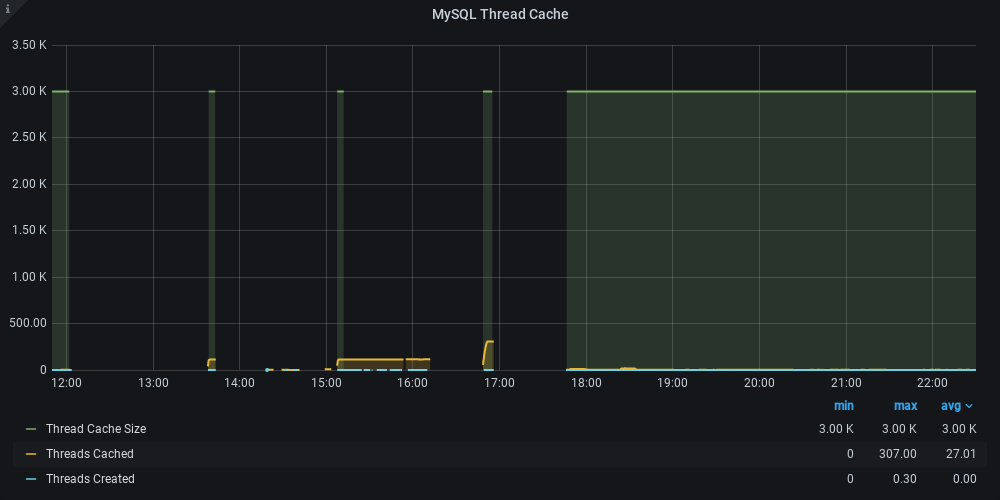 i
MySQL Thread Cache
3.50 K
3.00 K
2.50 K
2.00 K
1.50 K
1.00 K
500.00
0
12:00 13:00 14:00 15:00 16:00 17:00 18:00 19:00 20:00 21:00 22:00
min max avg
Thread Cache Size 3.00 K 3.00 K 3.00 K
Threads Cached 0 307.00 27.01
Threads Created 0 0.30 0.00